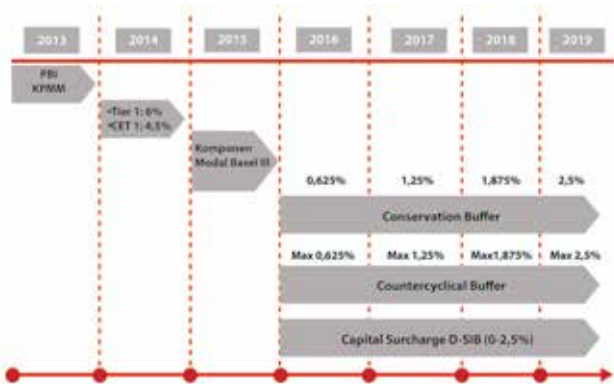 2013 2014 2015 2016 2017 2018 2019
PBI
KPMM
•Tier 1: 6%
•CET 1: 4,5%
Komponen
Modal Basel III
0,625% 1,25% 1,875% 2,5%
Conservation Buffer
Max 0,625% Max 1,25% Max1,875% Max 2,5%
Countercyclical Buffer
Capital Surcharge D-SIB (0-2,5%)